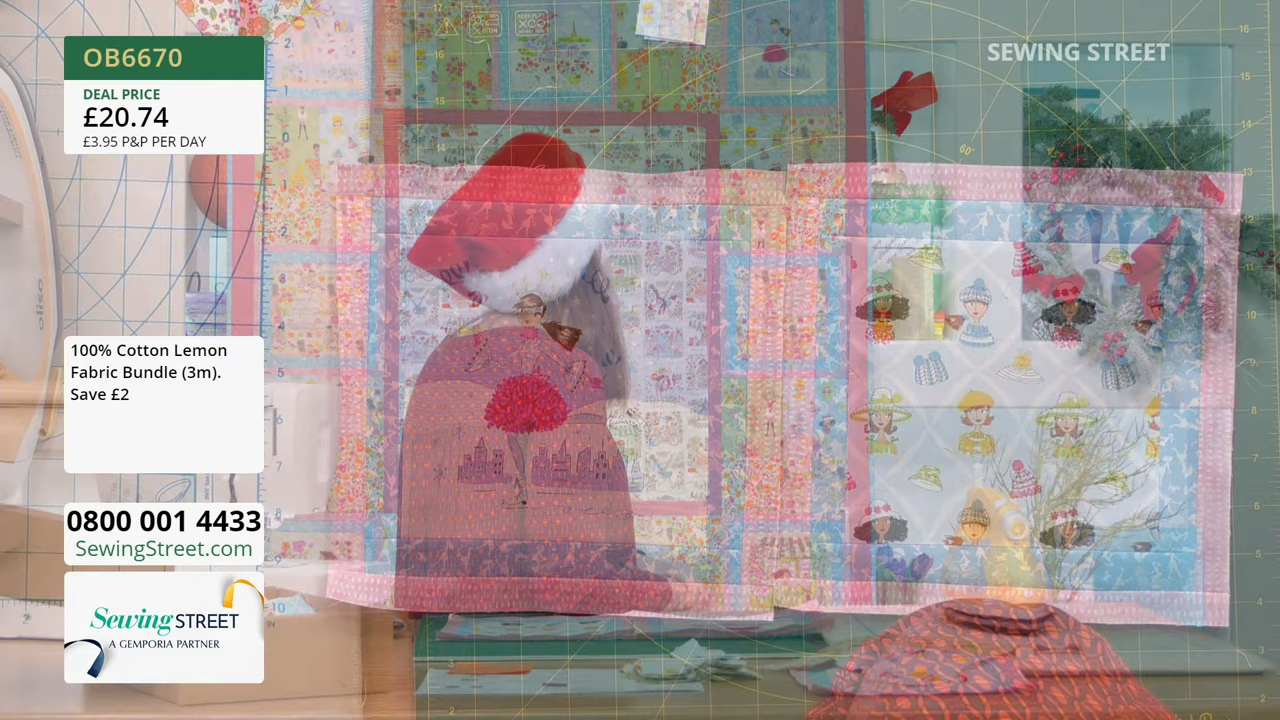 OB6670
DEAL PRICE
£20.74
£3.95 P&P PER DAY
100% Cotton Lemon
Fabric Bundle (3m).
Save £2
0800 001 4433
SewingStreet.com
Sewing STREET
A GEMPORIA PARTNER
SEWING STREET